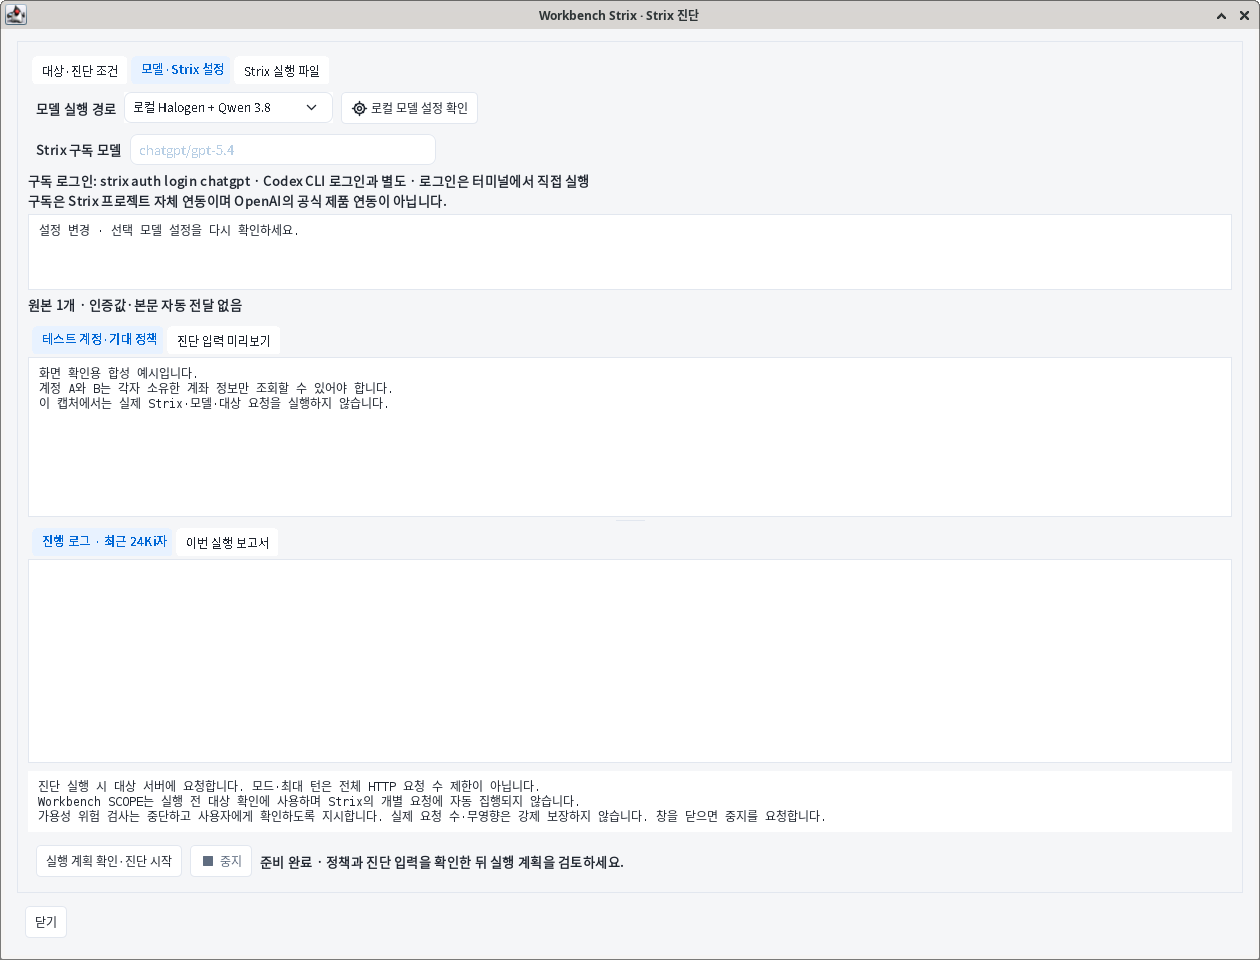 Workbench Strix · Strix 진단
대상·진단 조건
모델·Strix 설정
Strix 실행 파일
모델 실행 경로
로컬 Halogen + Qwen 3.8
로컬 모델 설정 확인
Strix 구독 모델
chatgpt/gpt-5.4
구독 로그인: strix auth login chatgpt · Codex CLI 로그인과 별도 · 로그인은 터미널에서 직접 실행
구독은 Strix 프로젝트 자체 연동이며 OpenAI의 공식 제품 연동이 아닙니다.
설정 변경 · 선택 모델 설정을 다시 확인하세요.
원본 1개 · 인증값·본문 자동 전달 없음
테스트 계정·기대 정책
진단 입력 미리보기
화면 확인용 합성 예시입니다.
계정 A와 B는 각자 소유한 계좌 정보만 조회할 수 있어야 합니다.
이 캡처에서는 실제 Strix·모델·대상 요청을 실행하지 않습니다.
진행 로그 · 최근 24Ki자
이번 실행 보고서
진단 실행 시 대상 서버에 요청합니다. 모드·최대 턴은 전체 HTTP 요청 수 제한이 아닙니다.
Workbench SCOPE는 실행 전 대상 확인에 사용하며 Strix의 개별 요청에 자동 집행되지 않습니다.
가용성 위험 검사는 중단하고 사용자에게 확인하도록 지시합니다. 실제 요청 수·무영향은 강제 보장하지 않습니다. 창을 닫으면 중지를 요청합니다.
실행 계획 확인·진단 시작
중지
준비 완료 · 정책과 진단 입력을 확인한 뒤 실행 계획을 검토하세요.
닫기